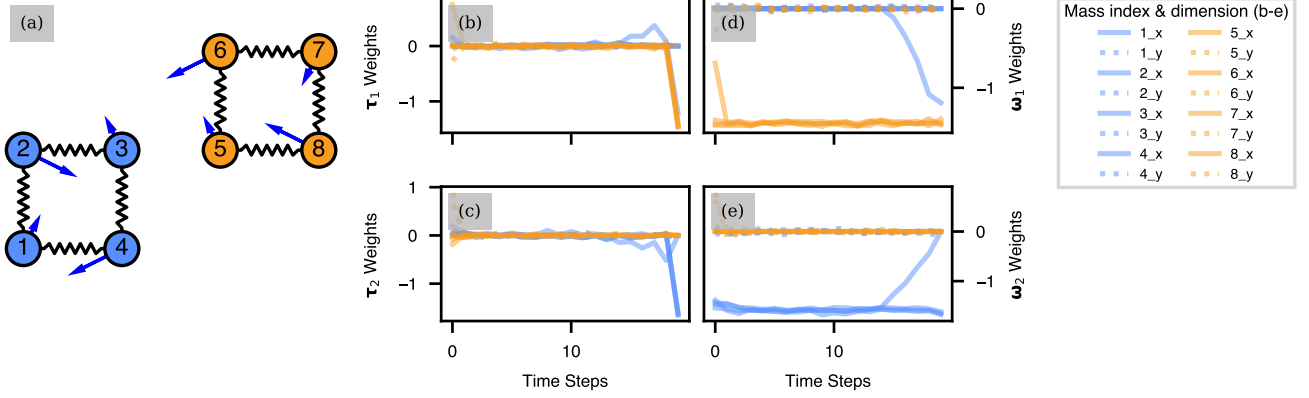 (a)
6
7
5
8
2
3
1
4
(b)
0
−1
τ₁ Weights
(d)
0
−1
𝔷₁ Weights
(c)
1
0
−1
τ₂ Weights
0
10
Time Steps
(e)
0
−1
𝔷₂ Weights
0
10
Time Steps
Mass index & dimension (b-e)
1_x 5_x
1_y 5_y
2_x 6_x
2_y 6_y
3_x 7_x
3_y 7_y
4_x 8_x
4_y 8_y